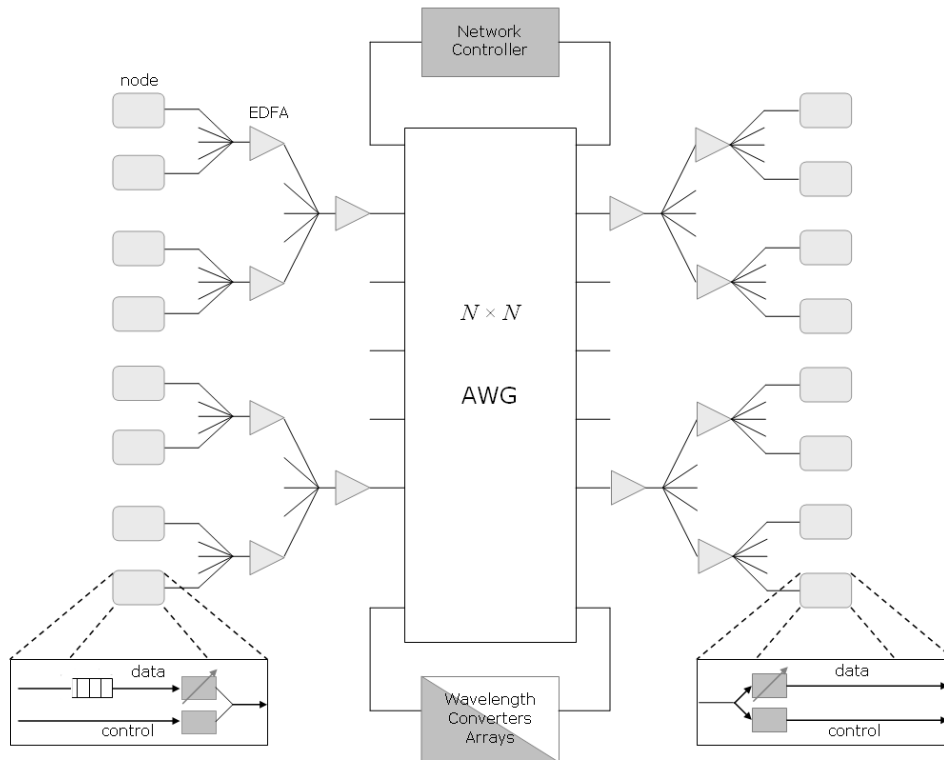 Network
Controller
node
EDFA
N × N
AWG
data
control
Wavelength
Converters
Arrays
data
control